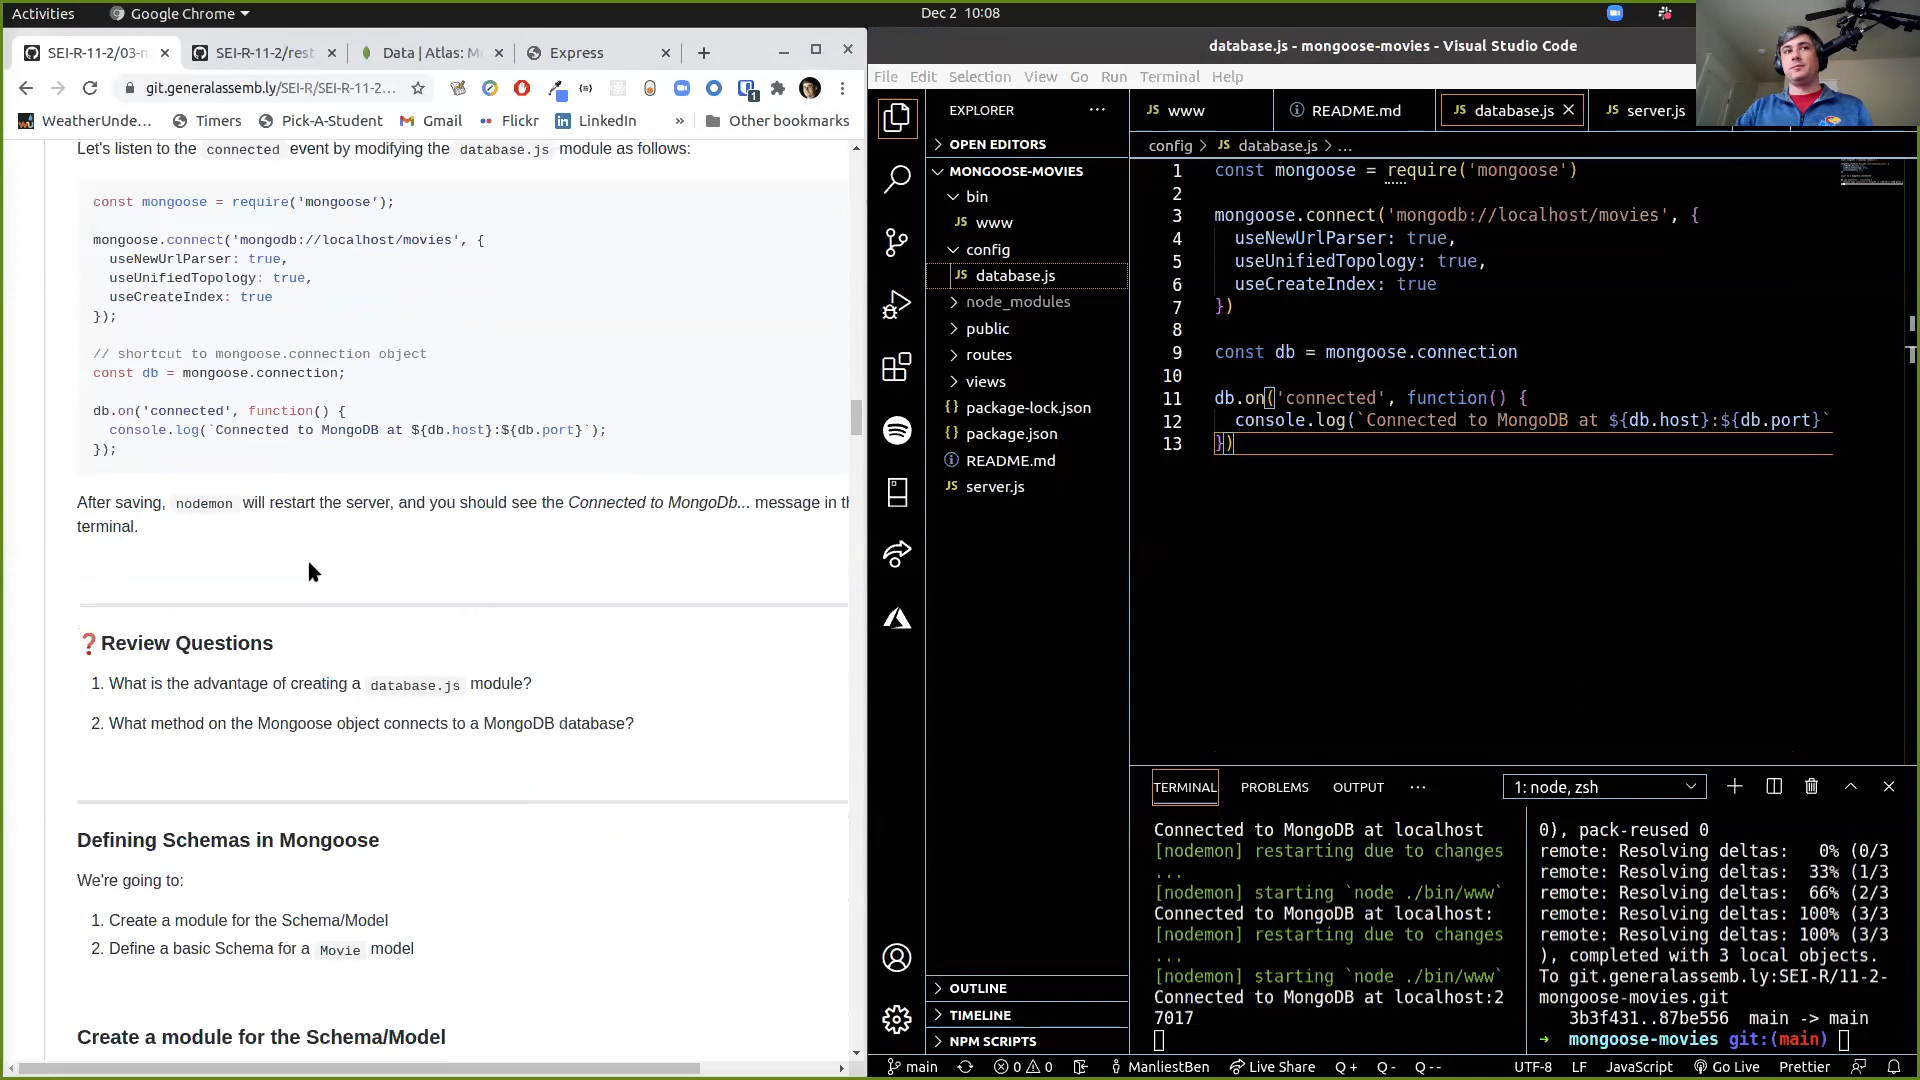 Activities
Google Chrome
Dec 2 10:08
SEI-R-11-2/03-m
SEI-R-11-2/rest
Data | Atlas: M
Express
git.generalassemb.ly/SEI-R/SEI-R-11-2...
1
WeatherUnde...
Timers
Pick-A-Student
Gmail
Flickr
LinkedIn
»
Other bookmarks
Let's listen to the connected event by modifying the database.js module as follows:
const mongoose = require('mongoose');
mongoose.connect('mongodb://localhost/movies', {
useNewUrlParser: true,
useUnifiedTopology: true,
useCreateIndex: true
});
// shortcut to mongoose.connection object
const db = mongoose.connection;
db.on('connected', function() {
console.log(`Connected to MongoDB at ${db.host}:${db.port}`);
});
After saving, nodemon will restart the server, and you should see the Connected to MongoDb... message in th
terminal.
❓Review Questions
1. What is the advantage of creating a database.js module?
2. What method on the Mongoose object connects to a MongoDB database?
Defining Schemas in Mongoose
We're going to:
1. Create a module for the Schema/Model
2. Define a basic Schema for a Movie model
Create a module for the Schema/Model
database.js - mongoose-movies - Visual Studio Code
File Edit Selection View Go Run Terminal Help
EXPLORER
OPEN EDITORS
MONGOOSE-MOVIES
bin
JS www
config
JS database.js
node_modules
public
routes
views
{} package-lock.json
{} package.json
README.md
JS server.js
OUTLINE
TIMELINE
NPM SCRIPTS
JS www
README.md
JS database.js
JS server.js
config > JS database.js > ...
1 const mongoose = require('mongoose')
2
3 mongoose.connect('mongodb://localhost/movies', {
4 useNewUrlParser: true,
5 useUnifiedTopology: true,
6 useCreateIndex: true
7 })
8
9 const db = mongoose.connection
10
11 db.on('connected', function() {
12 console.log(`Connected to MongoDB at ${db.host}:${db.port}`
13 })
TERMINAL PROBLEMS OUTPUT ...
1: node, zsh
Connected to MongoDB at localhost
[nodemon] restarting due to changes
...
[nodemon] starting `node ./bin/www`
Connected to MongoDB at localhost:
[nodemon] restarting due to changes
...
[nodemon] starting `node ./bin/www`
Connected to MongoDB at localhost:2
7017
0), pack-reused 0
remote: Resolving deltas: 0% (0/3
remote: Resolving deltas: 33% (1/3
remote: Resolving deltas: 66% (2/3
remote: Resolving deltas: 100% (3/3
remote: Resolving deltas: 100% (3/3
), completed with 3 local objects.
To git.generalassemb.ly:SEI-R/11-2-
mongoose-movies.git
3b3f431..87be556 main -> main
→ mongoose-movies git:(main)
main
0 0
ManliestBen
Live Share
Q +
Q -
Q --
UTF-8
LF
JavaScript
Go Live
Prettier